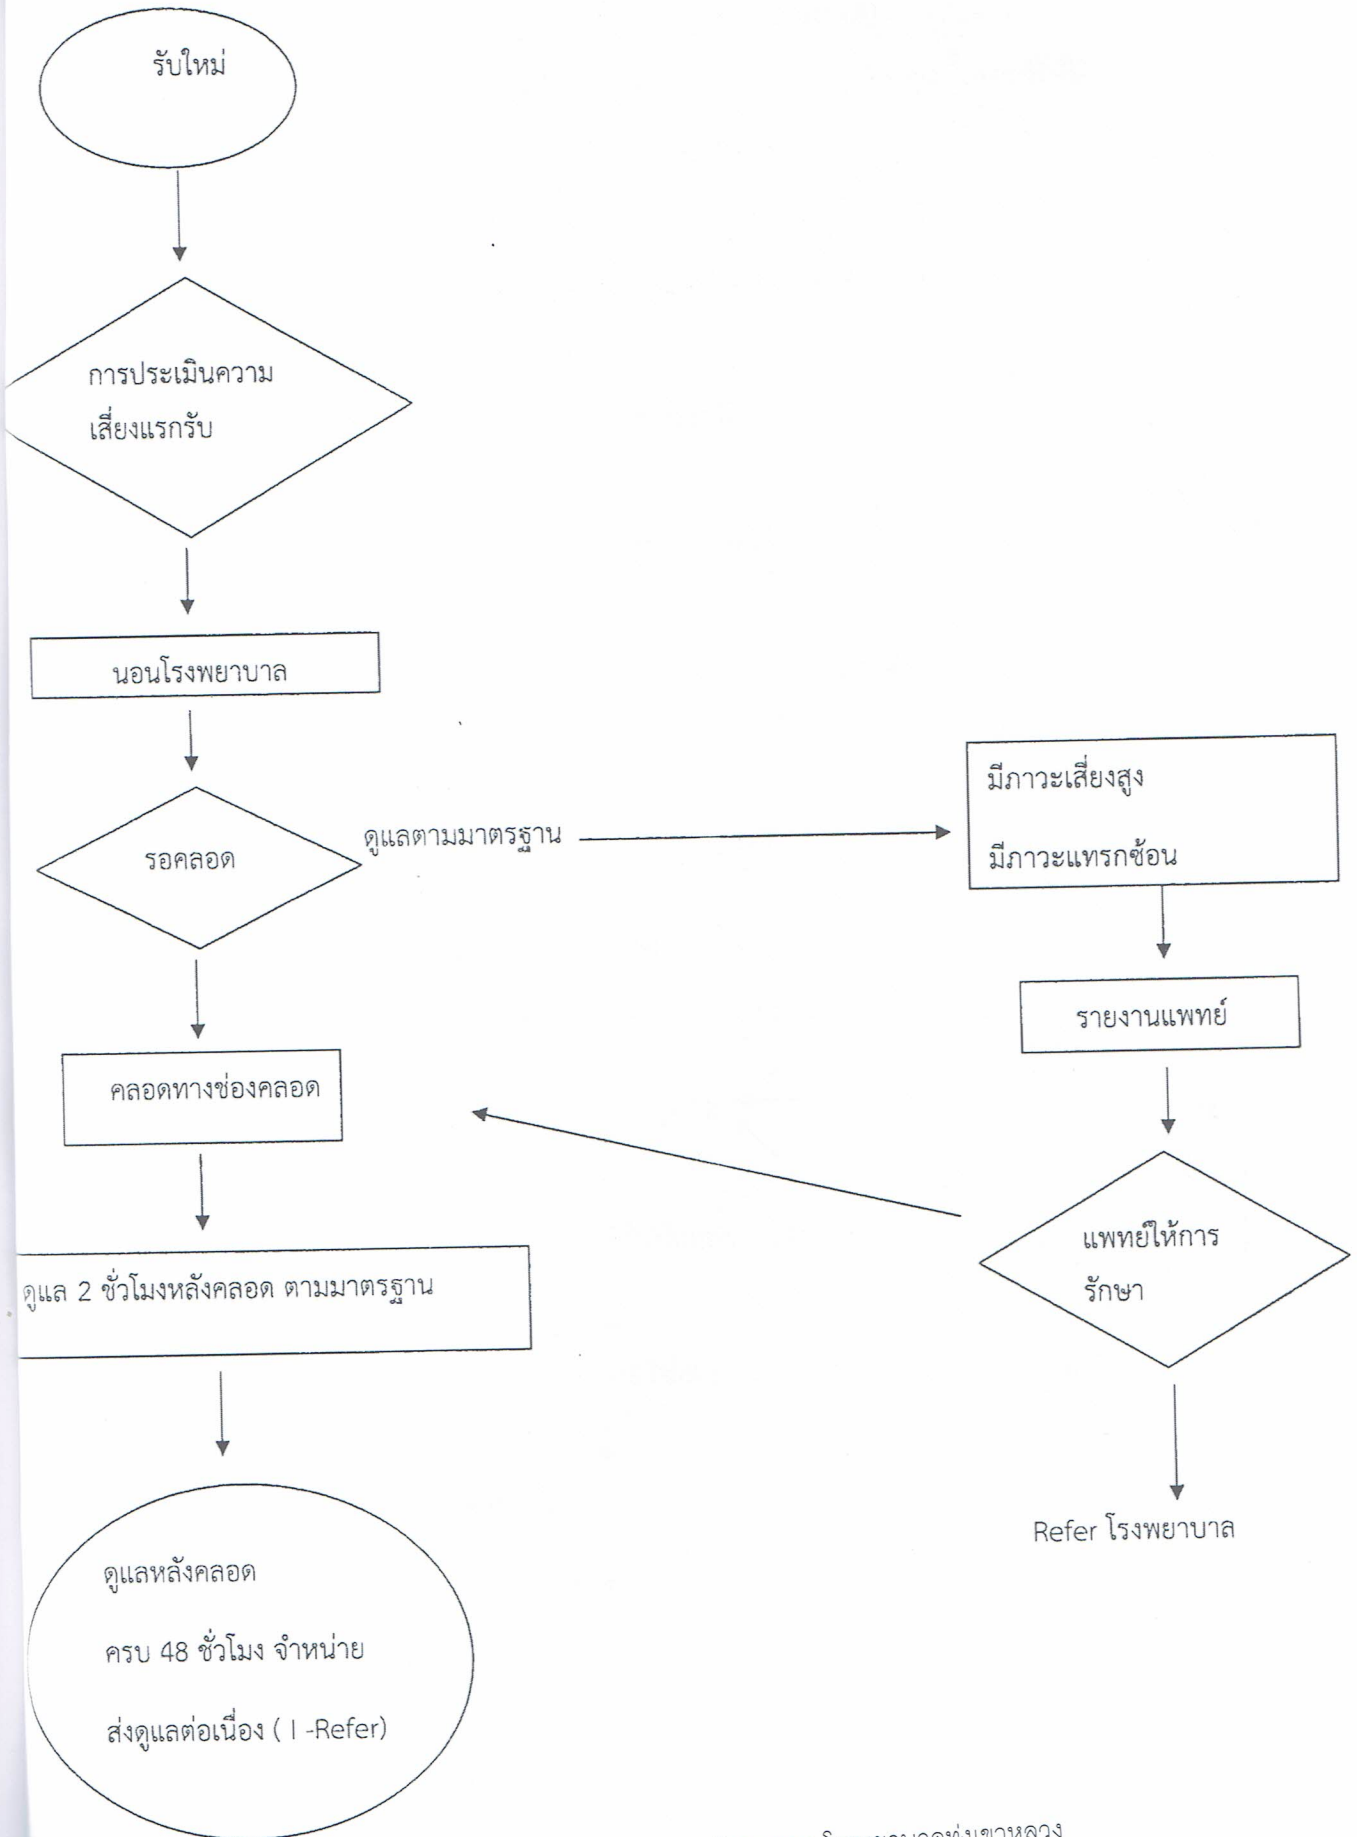 รับใหม่
การประเมินความ
เสี่ยงแรกรับ
นอนโรงพยาบาล
รอคลอด
ดูแลตามมาตรฐาน
มีภาวะเสี่ยงสูง
มีภาวะแทรกซ้อน
รายงานแพทย์
คลอดทางช่องคลอด
แพทย์ให้การ
รักษา
ดูแล 2 ชั่วโมงหลังคลอด ตามมาตรฐาน
Refer โรงพยาบาล
ดูแลหลังคลอด
ครบ 48 ชั่วโมง จำหน่าย
ส่งดูแลต่อเนื่อง ( I -Refer)